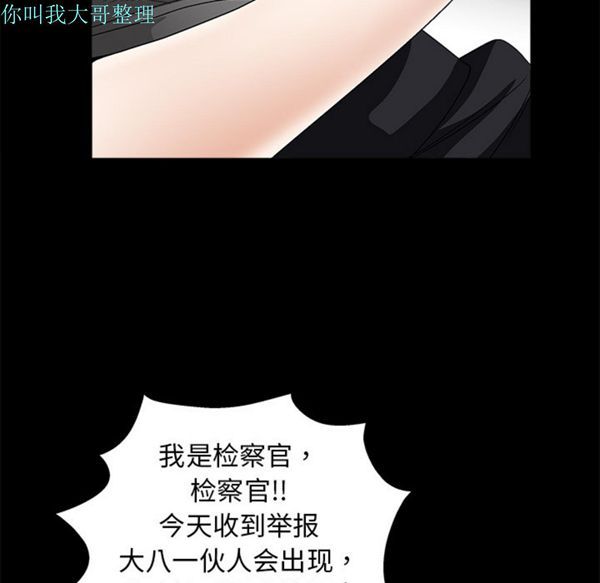 你叫我大哥整理
我是检察官，
检察官!!
今天收到举报
大八一伙人会出现，